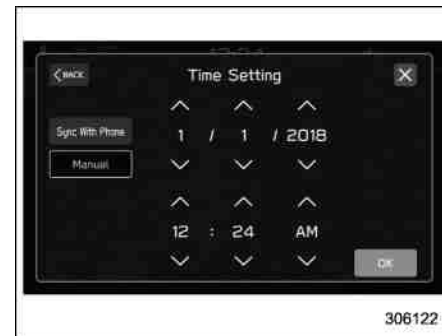 BACK
Time Setting
X
Sync With Phone
1 / 1 / 2018
Manual
12 : 24 AM
OK
306122